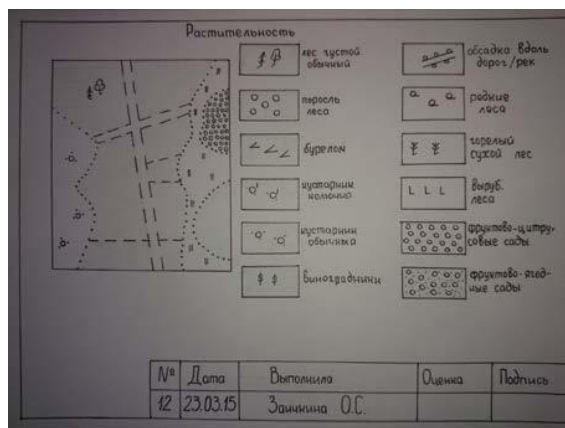 Растительность
лес густой
обычный
поросль
леса
бурелом
кустарник
колючий
кустарник
обычный
виноградники
обсадка вдоль
дорог/рек
редкие
леса
горелый
сухой лес
выруб.
леса
фруктово-цитру-
совые сады
фруктово-ягод-
ные сады
№ Дата Выполнила Оценка Подпись
12 23.03.15 Заикина О.С.